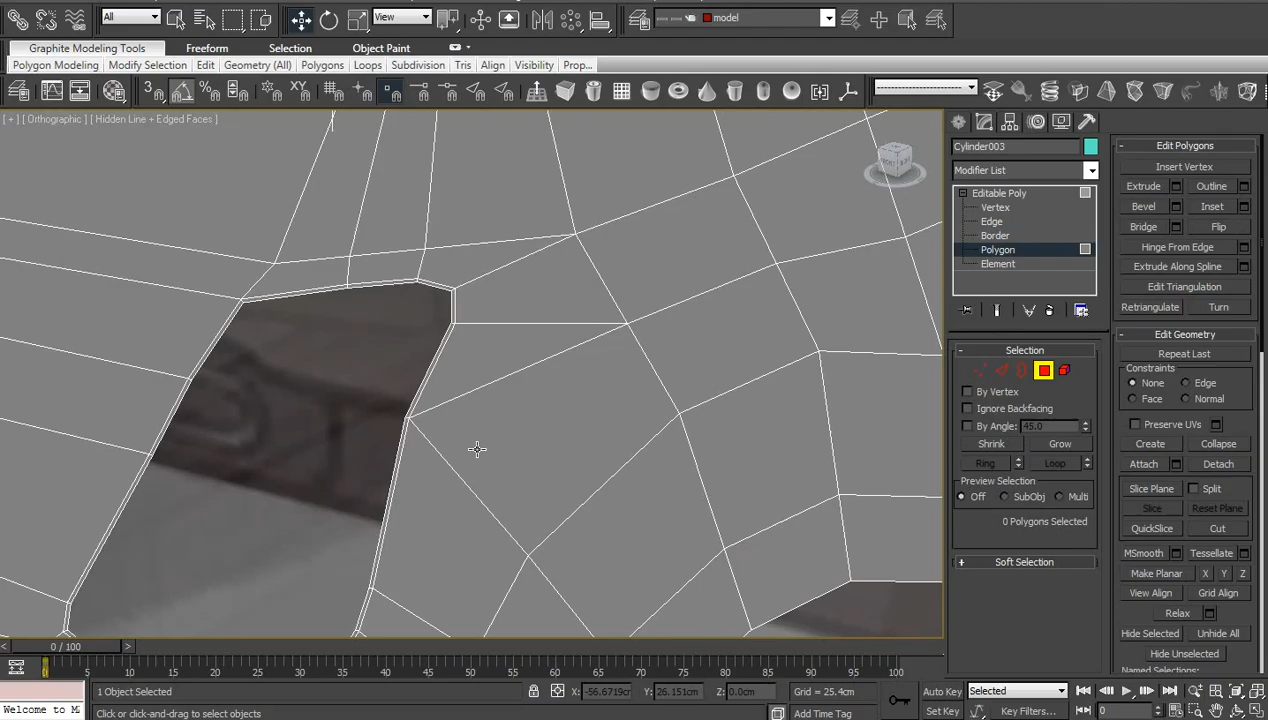 All
View
model
Graphite Modeling Tools
Freeform
Selection
Object Paint
Polygon Modeling
Modify Selection
Edit
Geometry (All)
Polygons
Loops
Subdivision
Tris
Align
Visibility
Prop...
3
%
XY
[ + ] [ Orthographic ] [ Hidden Line + Edged Faces ]
Cylinder003
Modifier List
Editable Poly
Vertex
Edge
Border
Polygon
Element
Selection
By Vertex
Ignore Backfacing
By Angle: 45.0
Shrink
Grow
Ring
Loop
Preview Selection
Off
SubObj
Multi
0 Polygons Selected
Soft Selection
Edit Polygons
Insert Vertex
Extrude
Outline
Bevel
Inset
Bridge
Flip
Hinge From Edge
Extrude Along Spline
Edit Triangulation
Retriangulate
Turn
Edit Geometry
Repeat Last
Constraints
None
Edge
Face
Normal
Preserve UVs
Create
Collapse
Attach
Detach
Slice Plane
Split
Slice
Reset Plane
QuickSlice
Cut
MSmooth
Tessellate
Make Planar
X
Y
Z
View Align
Grid Align
Relax
Hide Selected
Unhide All
Hide Unselected
0 / 100
0 5 10 15 20 25 30 35 40 45 50 55 60 65 70 75 80 85 90 95 100
1 Object Selected
X: -56.6719c
Y: 26.151cm
Z: 0.0cm
Grid = 25.4cm
Auto Key
Selected
Welcome to M
Click or click-and-drag to select objects
Add Time Tag
Set Key
Key Filters...
0